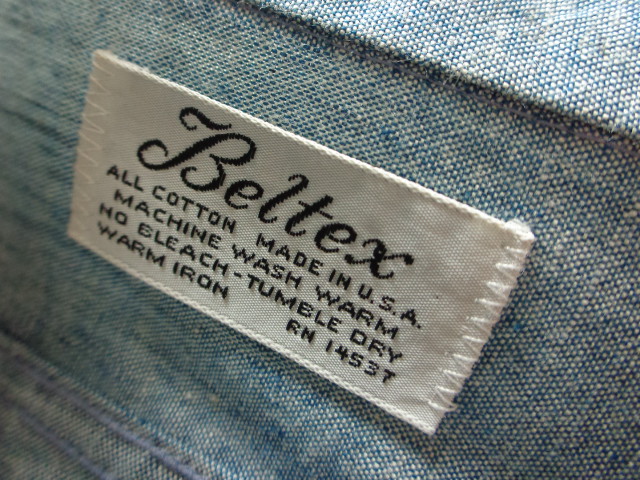 Beltex
ALL COTTON MADE IN U.S.A.
MACHINE WASH WARM
NO BLEACH-TUMBLE DRY
WARM IRON
RN 14537